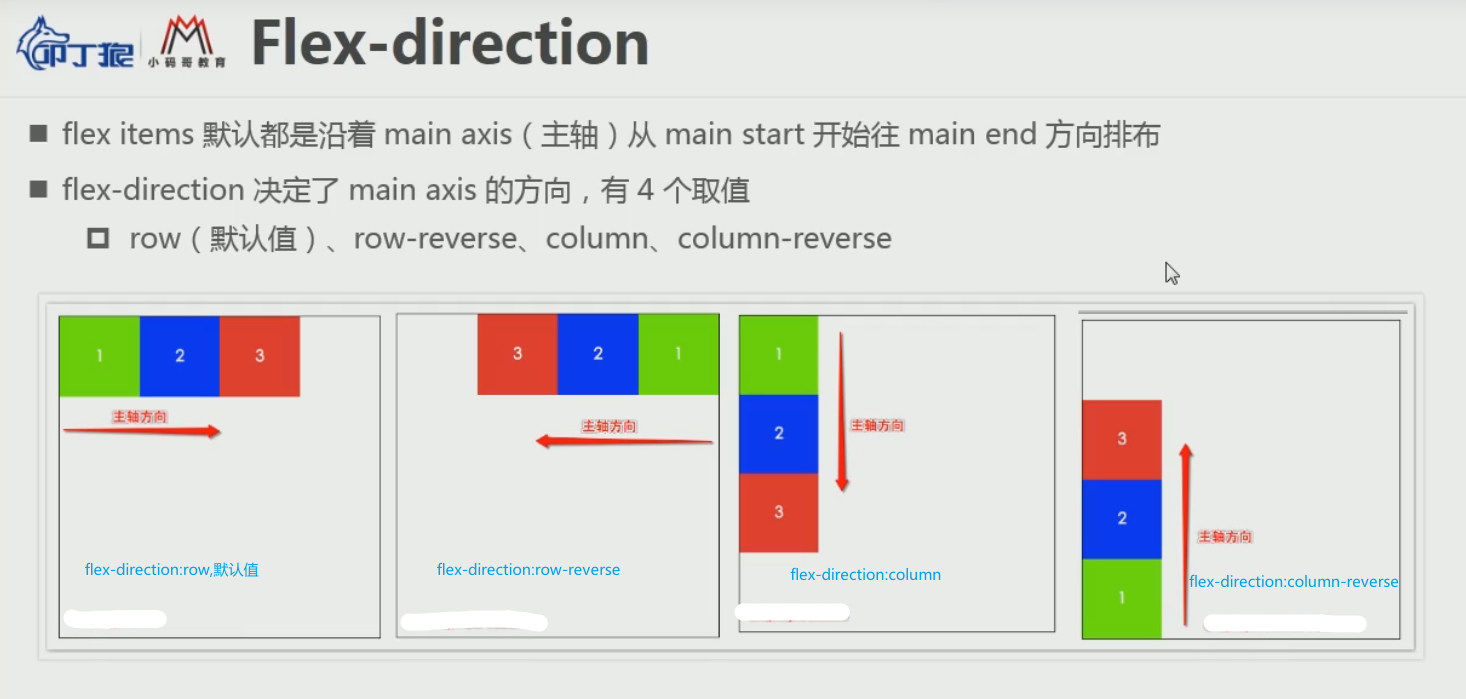 叩丁狼
小码哥教育
Flex-direction
flex items 默认都是沿着 main axis（主轴）从 main start 开始往 main end 方向排布
flex-direction 决定了 main axis 的方向，有 4 个取值
row（默认值）、row-reverse、column、column-reverse
1 2 3
主轴方向
flex-direction:row,默认值
3 2 1
主轴方向
flex-direction:row-reverse
1
2
3
主轴方向
flex-direction:column
3
2
1
主轴方向
flex-direction:column-reverse